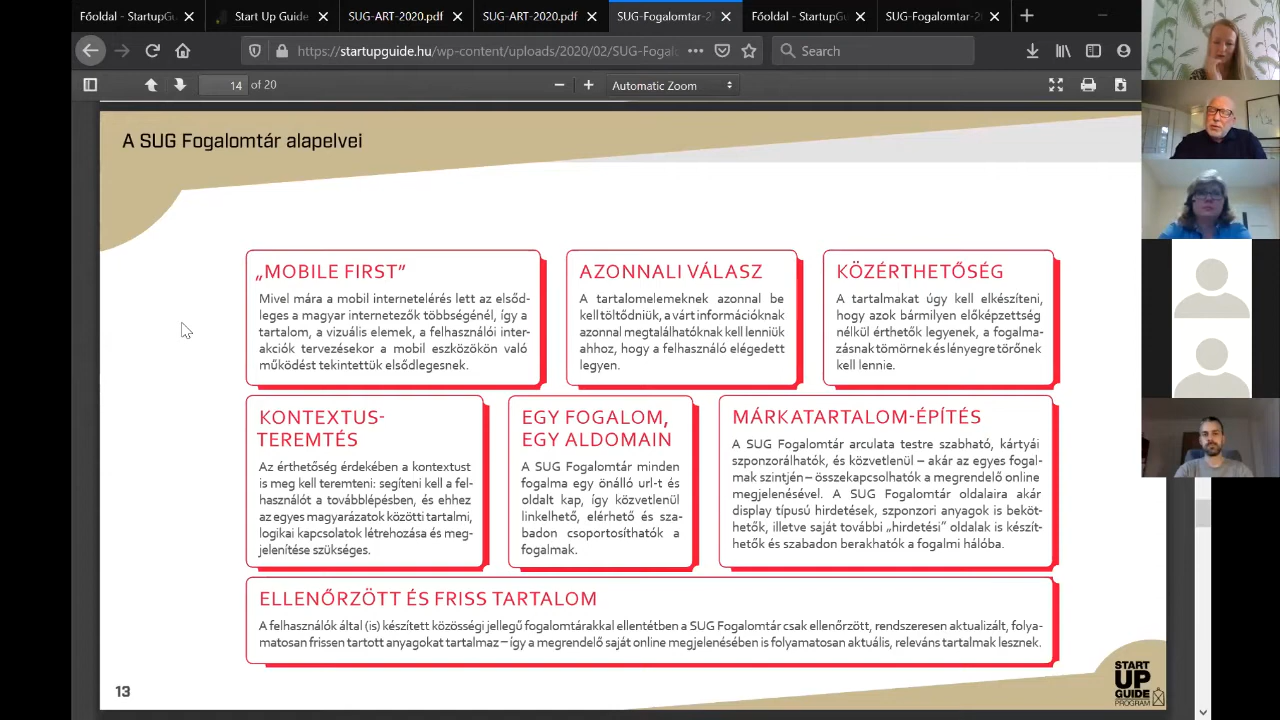 Főoldal - StartupGu
Start Up Guide
SUG-ART-2020.pdf
SUG-ART-2020.pdf
SUG-Fogalomtar-2
Főoldal - StartupGu
SUG-Fogalomtar-2
https://startupguide.hu/wp-content/uploads/2020/02/SUG-Fogal
Search
14 of 20
Automatic Zoom
A SUG Fogalomtár alapelvei
„MOBILE FIRST”
Mivel mára a mobil internetelérés lett az elsőd-
leges a magyar internetezők többségénél, így a
tartalom, a vizuális elemek, a felhasználói inter-
akciók tervezésekor a mobil eszközökön való
működést tekintettük elsődlegesnek.
AZONNALI VÁLASZ
A tartalomelemeknek azonnal be
kell töltődniük, a várt információknak
azonnal megtalálhatóknak kell lenniük
ahhoz, hogy a felhasználó elégedett
legyen.
KÖZÉRTHETŐSÉG
A tartalmakat úgy kell elkészíteni,
hogy azok bármilyen előképzettség
nélkül érthetők legyenek, a fogalma-
zásnak tömörnek és lényegre törőnek
kell lennie.
KONTEXTUS-
TEREMTÉS
Az érthetőség érdekében a kontextust
is meg kell teremteni: segíteni kell a fel-
használót a továbblépésben, és ehhez
az egyes magyarázatok közötti tartalmi,
logikai kapcsolatok létrehozása és meg-
jelenítése szükséges.
EGY FOGALOM,
EGY ALDOMAIN
A SUG Fogalomtár minden
fogalma egy önálló url-t és
oldalt kap, így közvetlenül
linkelhető, elérhető és sza-
badon csoportosíthatók a
fogalmak.
MÁRKATARTALOM-ÉPÍTÉS
A SUG Fogalomtár arculata testre szabható, kártyái
szponzorálhatók, és közvetlenül – akár az egyes fogal-
mak szintjén – összekapcsolhatók a megrendelő online
megjelenésével. A SUG Fogalomtár oldalaira akár
display típusú hirdetések, szponzori anyagok is beköt-
hetők, illetve saját további „hirdetési” oldalak is készít-
hetők és szabadon berakhatók a fogalmi hálóba.
ELLENŐRZÖTT ÉS FRISS TARTALOM
A felhasználók által (is) készített közösségi jellegű fogalomtárakkal ellentétben a SUG Fogalomtár csak ellenőrzött, rendszeresen aktualizált, folya-
matosan frissen tartott anyagokat tartalmaz – így a megrendelő saját online megjelenésében is folyamatosan aktuális, releváns tartalmak lesznek.
13
START
UP
GUIDE
PROGRAM